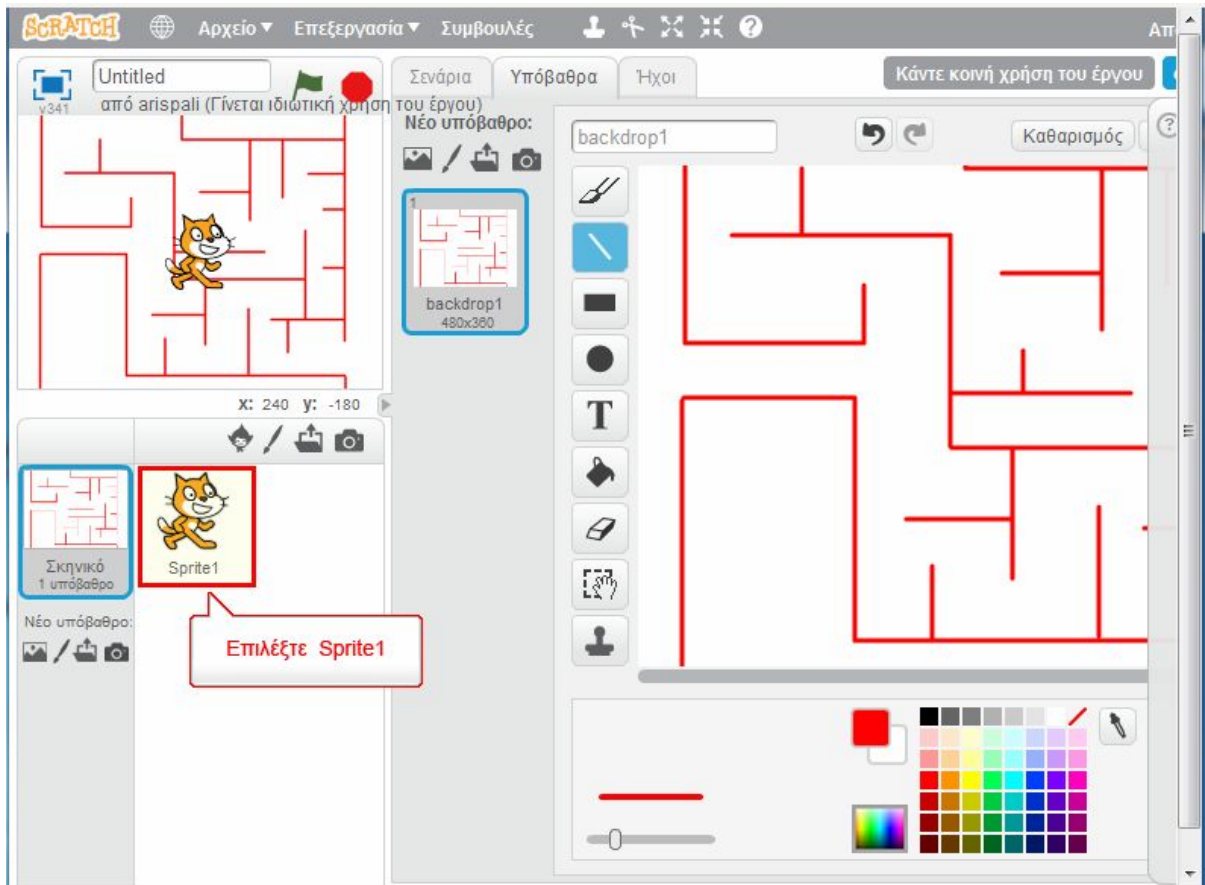 SCRATCH Αρχείο Επεξεργασία Συμβουλές
Untitled
v341 από arispali (Γίνεται ιδιωτική χρήση του έργου)
Σενάρια Υπόβαθρα Ήχοι Κάντε κοινή χρήση του έργου
Νέο υπόβαθρο:
backdrop1 Καθαρισμός
1
backdrop1
480x360
T
x: 240 y: -180
Σκηνικό
1 υπόβαθρο
Sprite1
Νέο υπόβαθρο:
Επιλέξτε Sprite1